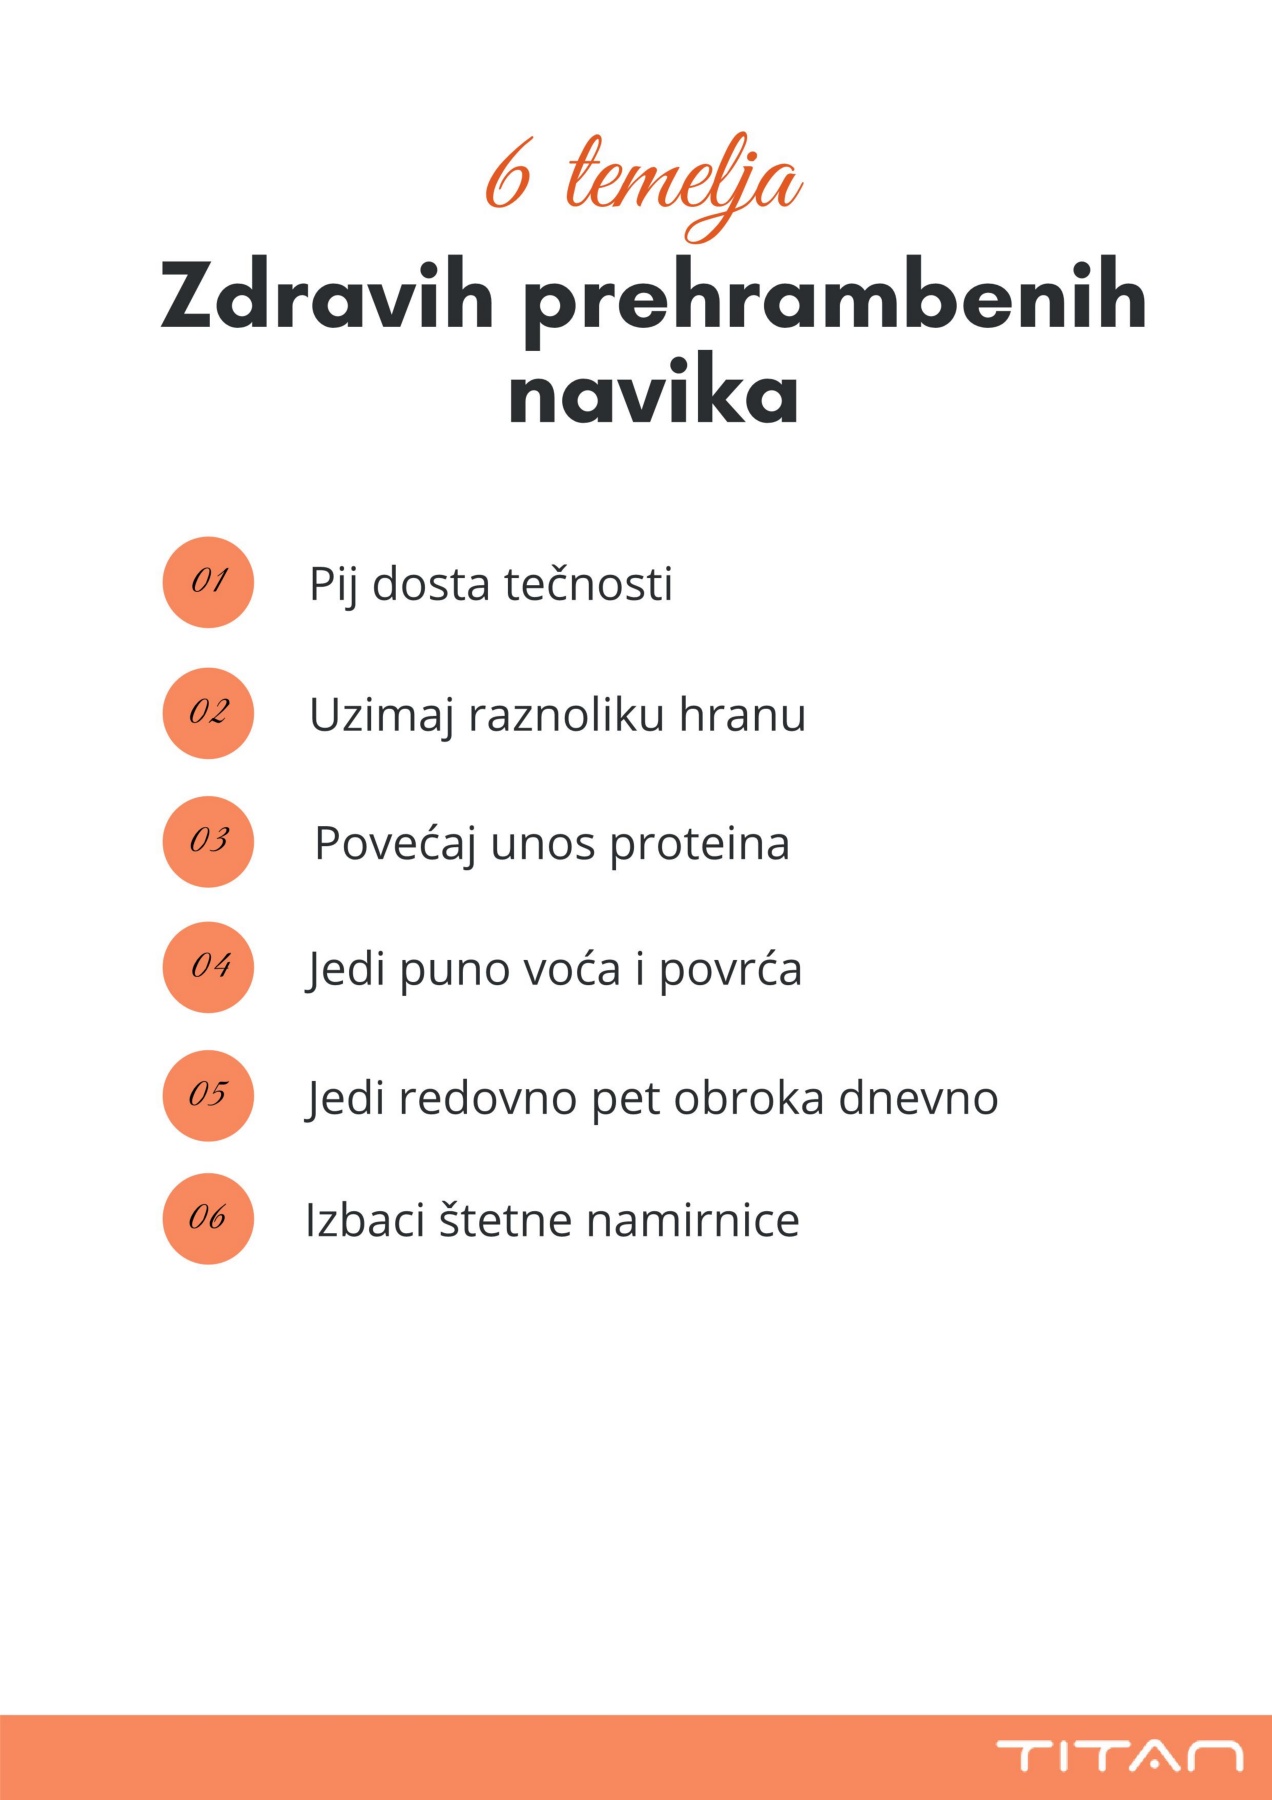 6 temelja
Zdravih prehrambenih
navika
01 Pij dosta tečnosti
02 Uzimaj raznoliku hranu
03 Povećaj unos proteina
04 Jedi puno voća i povrća
05 Jedi redovno pet obroka dnevno
06 Izbaci štetne namirnice
TITAN